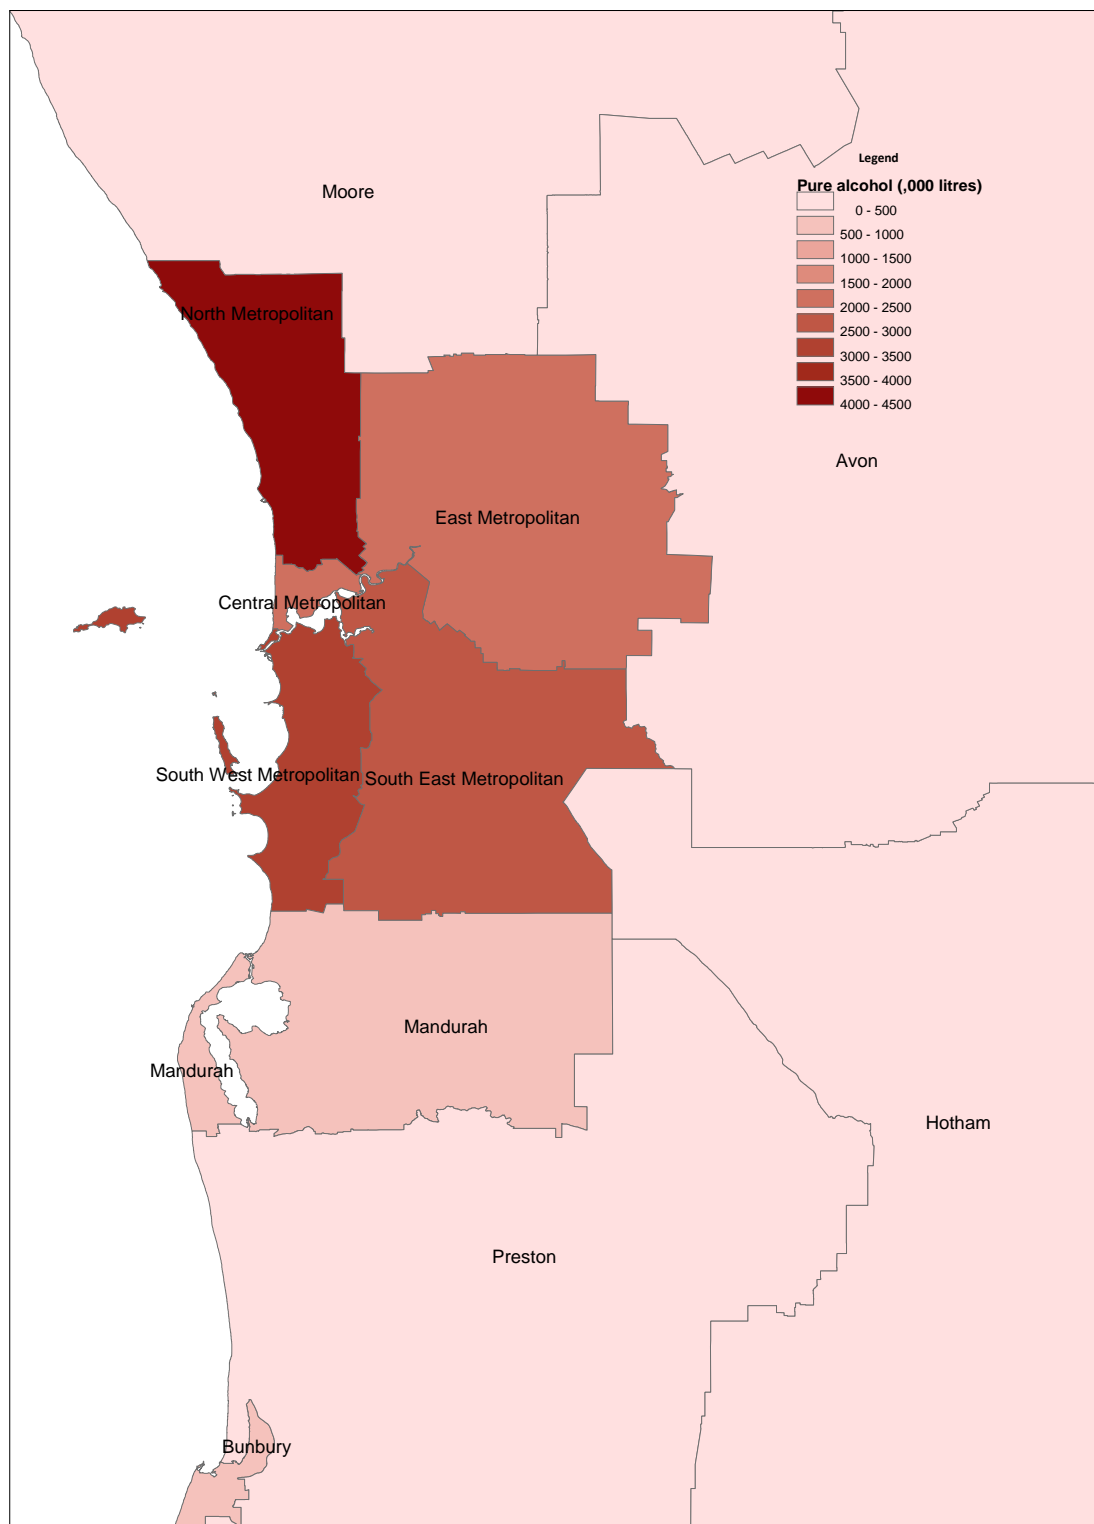 Legend
Moore
Pure alcohol (,000 litres)
0 - 500
500 - 1000
1000 - 1500
1500 - 2000
2000 - 2500
2500 - 3000
3000 - 3500
3500 - 4000
4000 - 4500
North Metropolitan
Avon
East Metropolitan
Central Metropolitan
South West Metropolitan
South East Metropolitan
Mandurah
Mandurah
Hotham
Preston
Bunbury